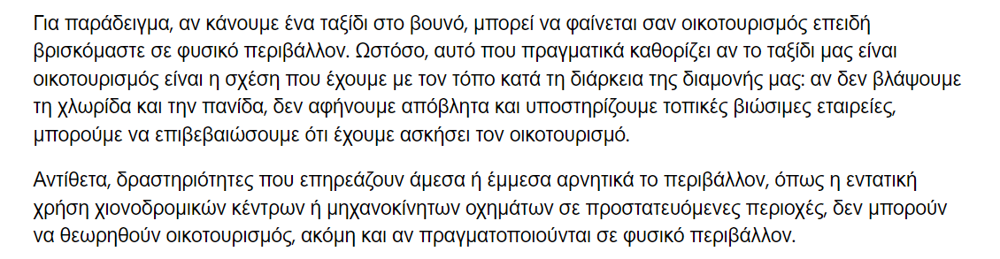 Για παράδειγμα, αν κάνουμε ένα ταξίδι στο βουνό, μπορεί να φαίνεται σαν οικοτουρισμός επειδή
βρισκόμαστε σε φυσικό περιβάλλον. Ωστόσο, αυτό που πραγματικά καθορίζει αν το ταξίδι μας είναι
οικοτουρισμός είναι η σχέση που έχουμε με τον τόπο κατά τη διάρκεια της διαμονής μας: αν δεν βλάψουμε
τη χλωρίδα και την πανίδα, δεν αφήνουμε απόβλητα και υποστηρίζουμε τοπικές βιώσιμες εταιρείες,
μπορούμε να επιβεβαιώσουμε ότι έχουμε ασκήσει τον οικοτουρισμό.
Αντίθετα, δραστηριότητες που επηρεάζουν άμεσα ή έμμεσα αρνητικά το περιβάλλον, όπως η εντατική
χρήση χιονοδρομικών κέντρων ή μηχανοκίνητων οχημάτων σε προστατευόμενες περιοχές, δεν μπορούν
να θεωρηθούν οικοτουρισμός, ακόμη και αν πραγματοποιούνται σε φυσικό περιβάλλον.